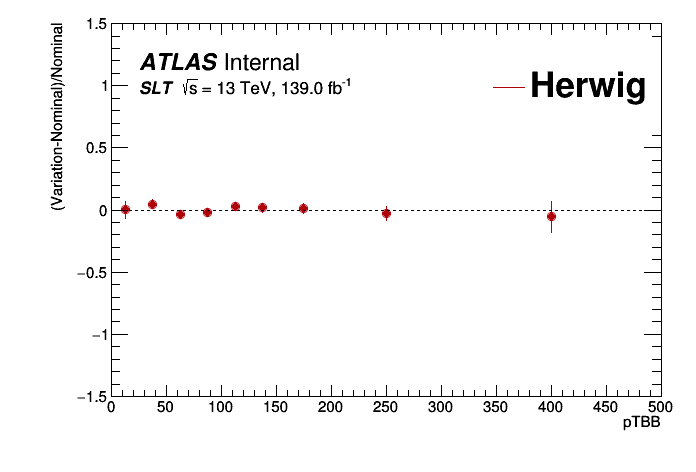 (Variation-Nominal)/Nominal
ATLAS Internal
SLT √s = 13 TeV, 139.0 fb⁻¹
Herwig
1.5
1
0.5
0
−0.5
−1
−1.5
0 50 100 150 200 250 300 350 400 450 500
pTBB